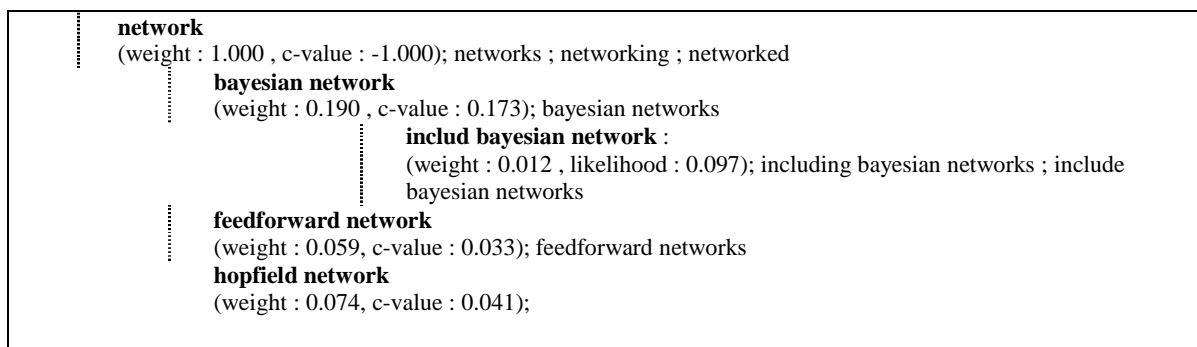 network
(weight : 1.000 , c-value : -1.000); networks ; networking ; networked
bayesian network
(weight : 0.190 , c-value : 0.173); bayesian networks
includ bayesian network :
(weight : 0.012 , likelihood : 0.097); including bayesian networks ; include
bayesian networks
feedforward network
(weight : 0.059, c-value : 0.033); feedforward networks
hopfield network
(weight : 0.074, c-value : 0.041);